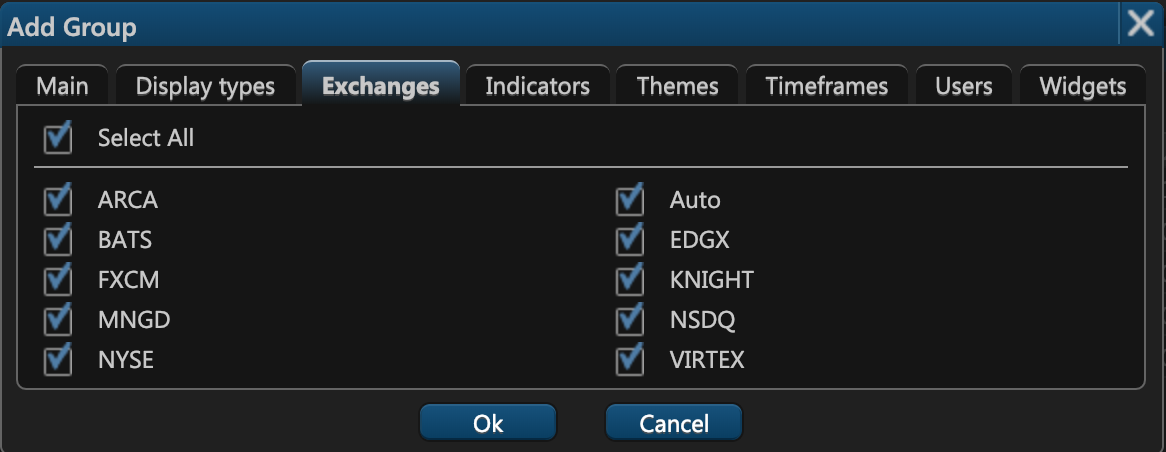 Add Group
Main Display types Exchanges Indicators Themes Timeframes Users Widgets
Select All
ARCA Auto
BATS EDGX
FXCM KNIGHT
MNGD NSDQ
NYSE VIRTEX
Ok Cancel